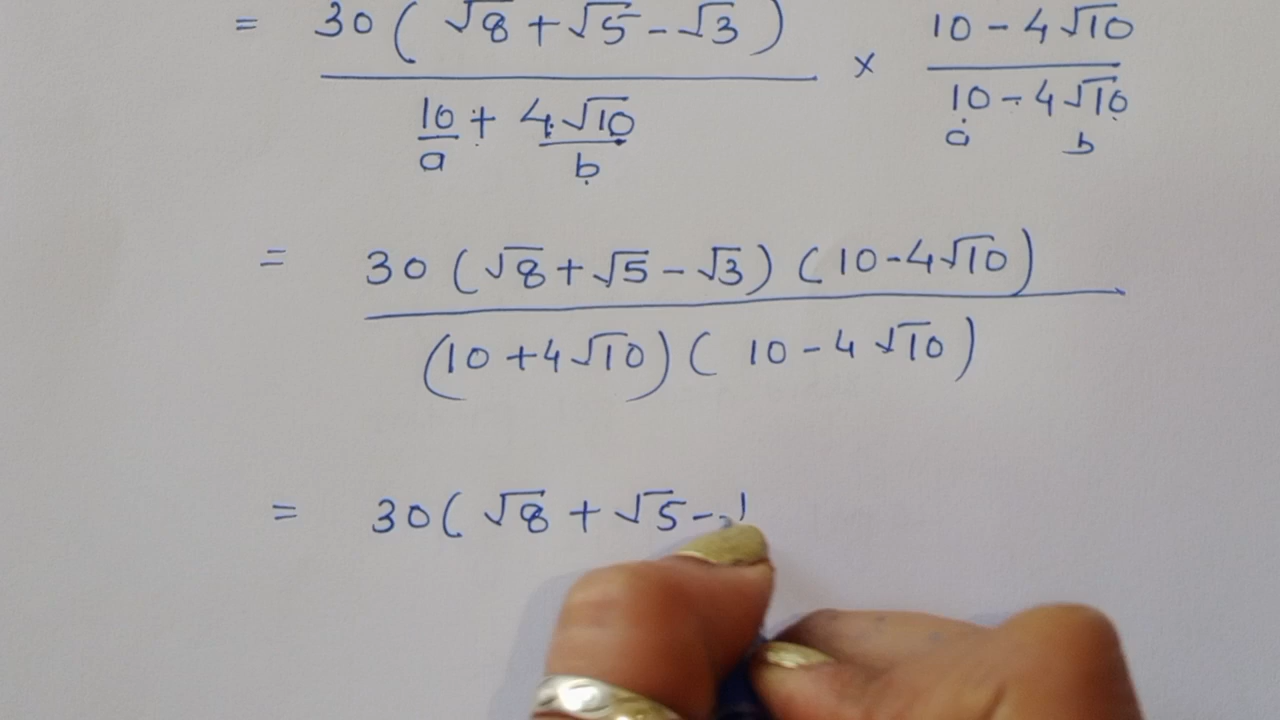 = 30 ( √8 + √5 - √3 ) × 10 - 4√10
10 + 4√10 10 - 4√10
a b a b
= 30 ( √8 + √5 - √3 ) ( 10 - 4√10 )
( 10 + 4√10 ) ( 10 - 4√10 )
= 30 ( √8 + √5 -